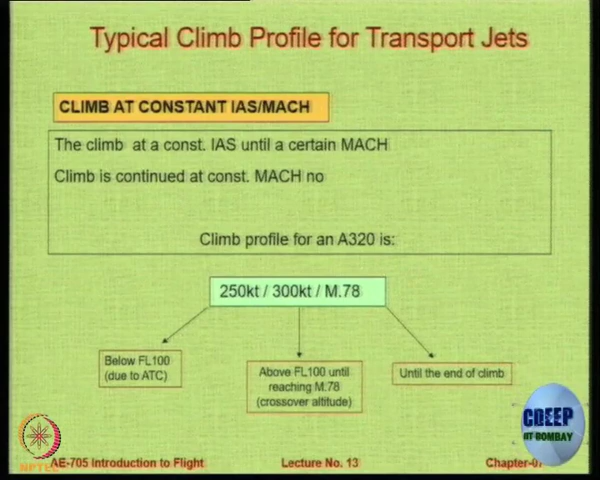 Typical Climb Profile for Transport Jets
CLIMB AT CONSTANT IAS/MACH
The climb at a const. IAS until a certain MACH
Climb is continued at const. MACH no
Climb profile for an A320 is:
250kt / 300kt / M.78
Below FL100
(due to ATC)
Above FL100 until
reaching M.78
(crossover altitude)
Until the end of climb
CDEEP
IIT BOMBAY
NPTEL
AE-705 Introduction to Flight
Lecture No. 13
Chapter-07